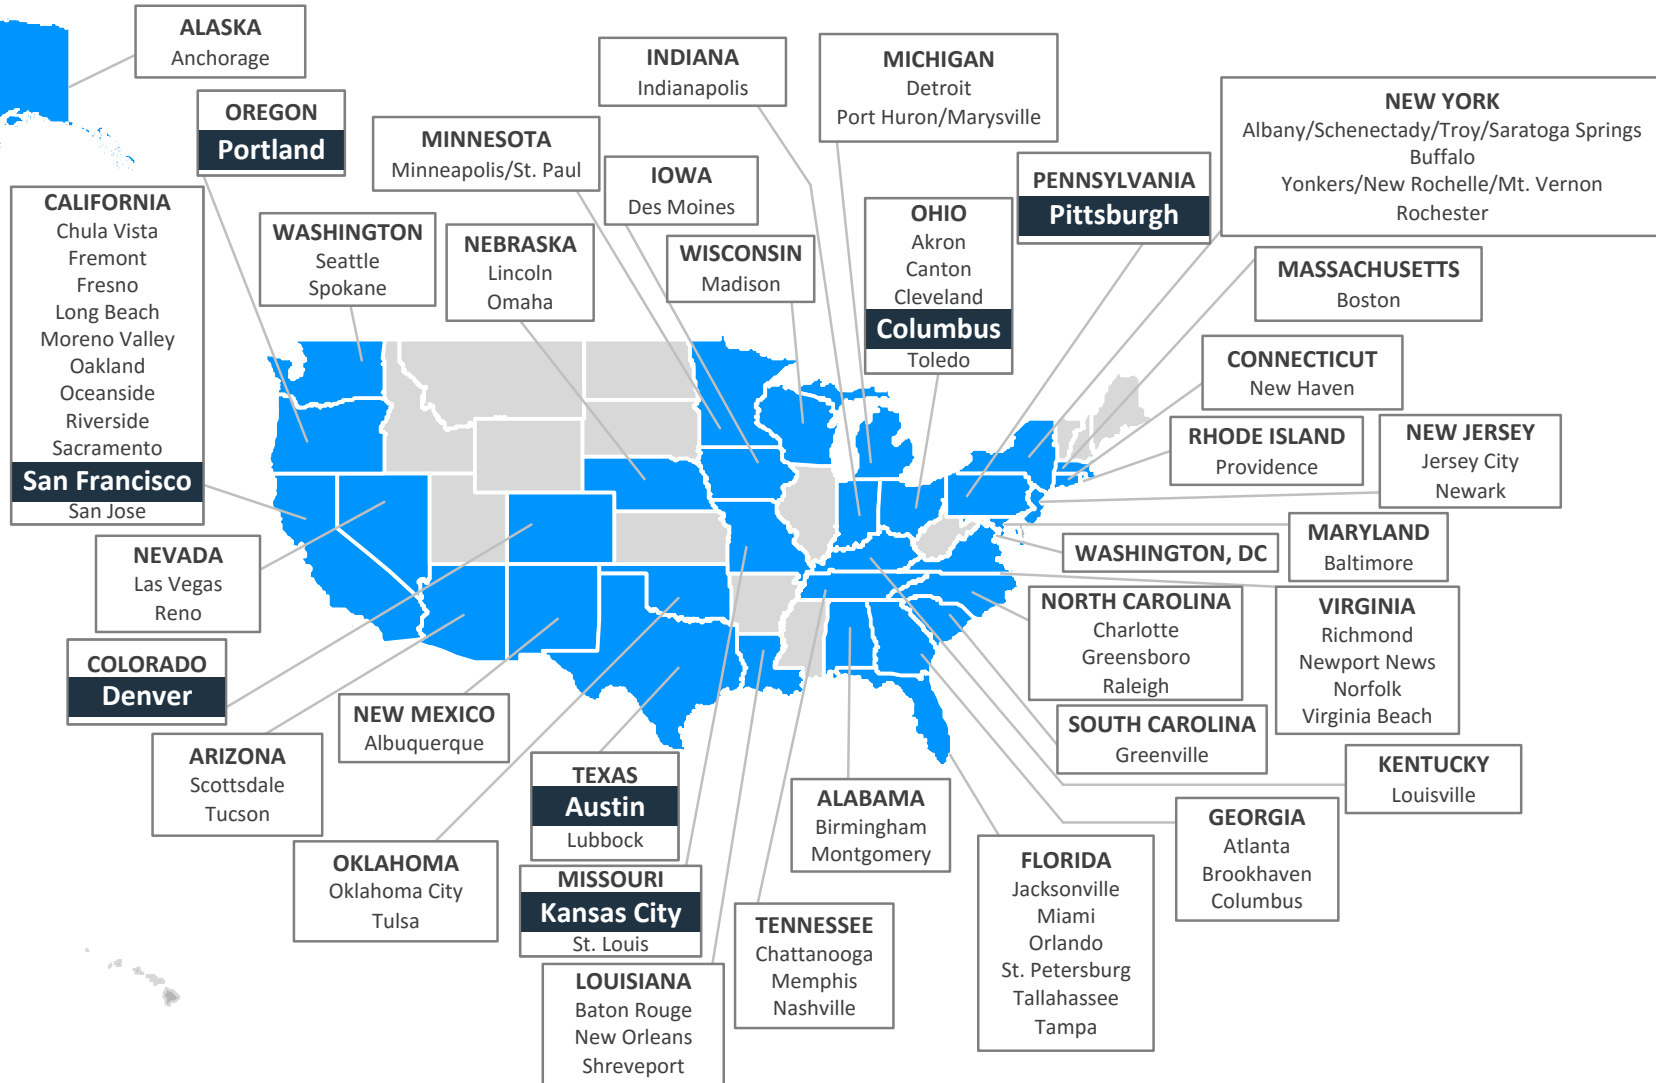 ALASKA
Anchorage
OREGON
Portland
CALIFORNIA
Chula Vista
Fremont
Fresno
Long Beach
Moreno Valley
Oakland
Oceanside
Riverside
Sacramento
San Francisco
San Jose
WASHINGTON
Seattle
Spokane
MINNESOTA
Minneapolis/St. Paul
NEBRASKA
Lincoln
Omaha
IOWA
Des Moines
INDIANA
Indianapolis
WISCONSIN
Madison
MICHIGAN
Detroit
Port Huron/Marysville
OHIO
Akron
Canton
Cleveland
Columbus
Toledo
PENNSYLVANIA
Pittsburgh
NEW YORK
Albany/Schenectady/Troy/Saratoga Springs
Buffalo
Yonkers/New Rochelle/Mt. Vernon
Rochester
MASSACHUSETTS
Boston
CONNECTICUT
New Haven
RHODE ISLAND
Providence
NEW JERSEY
Jersey City
Newark
MARYLAND
Baltimore
WASHINGTON, DC
NEVADA
Las Vegas
Reno
COLORADO
Denver
ARIZONA
Scottsdale
Tucson
NEW MEXICO
Albuquerque
OKLAHOMA
Oklahoma City
Tulsa
TEXAS
Austin
Lubbock
MISSOURI
Kansas City
St. Louis
LOUISIANA
Baton Rouge
New Orleans
Shreveport
TENNESSEE
Chattanooga
Memphis
Nashville
ALABAMA
Birmingham
Montgomery
NORTH CAROLINA
Charlotte
Greensboro
Raleigh
VIRGINIA
Richmond
Newport News
Norfolk
Virginia Beach
SOUTH CAROLINA
Greenville
KENTUCKY
Louisville
GEORGIA
Atlanta
Brookhaven
Columbus
FLORIDA
Jacksonville
Miami
Orlando
St. Petersburg
Tallahassee
Tampa